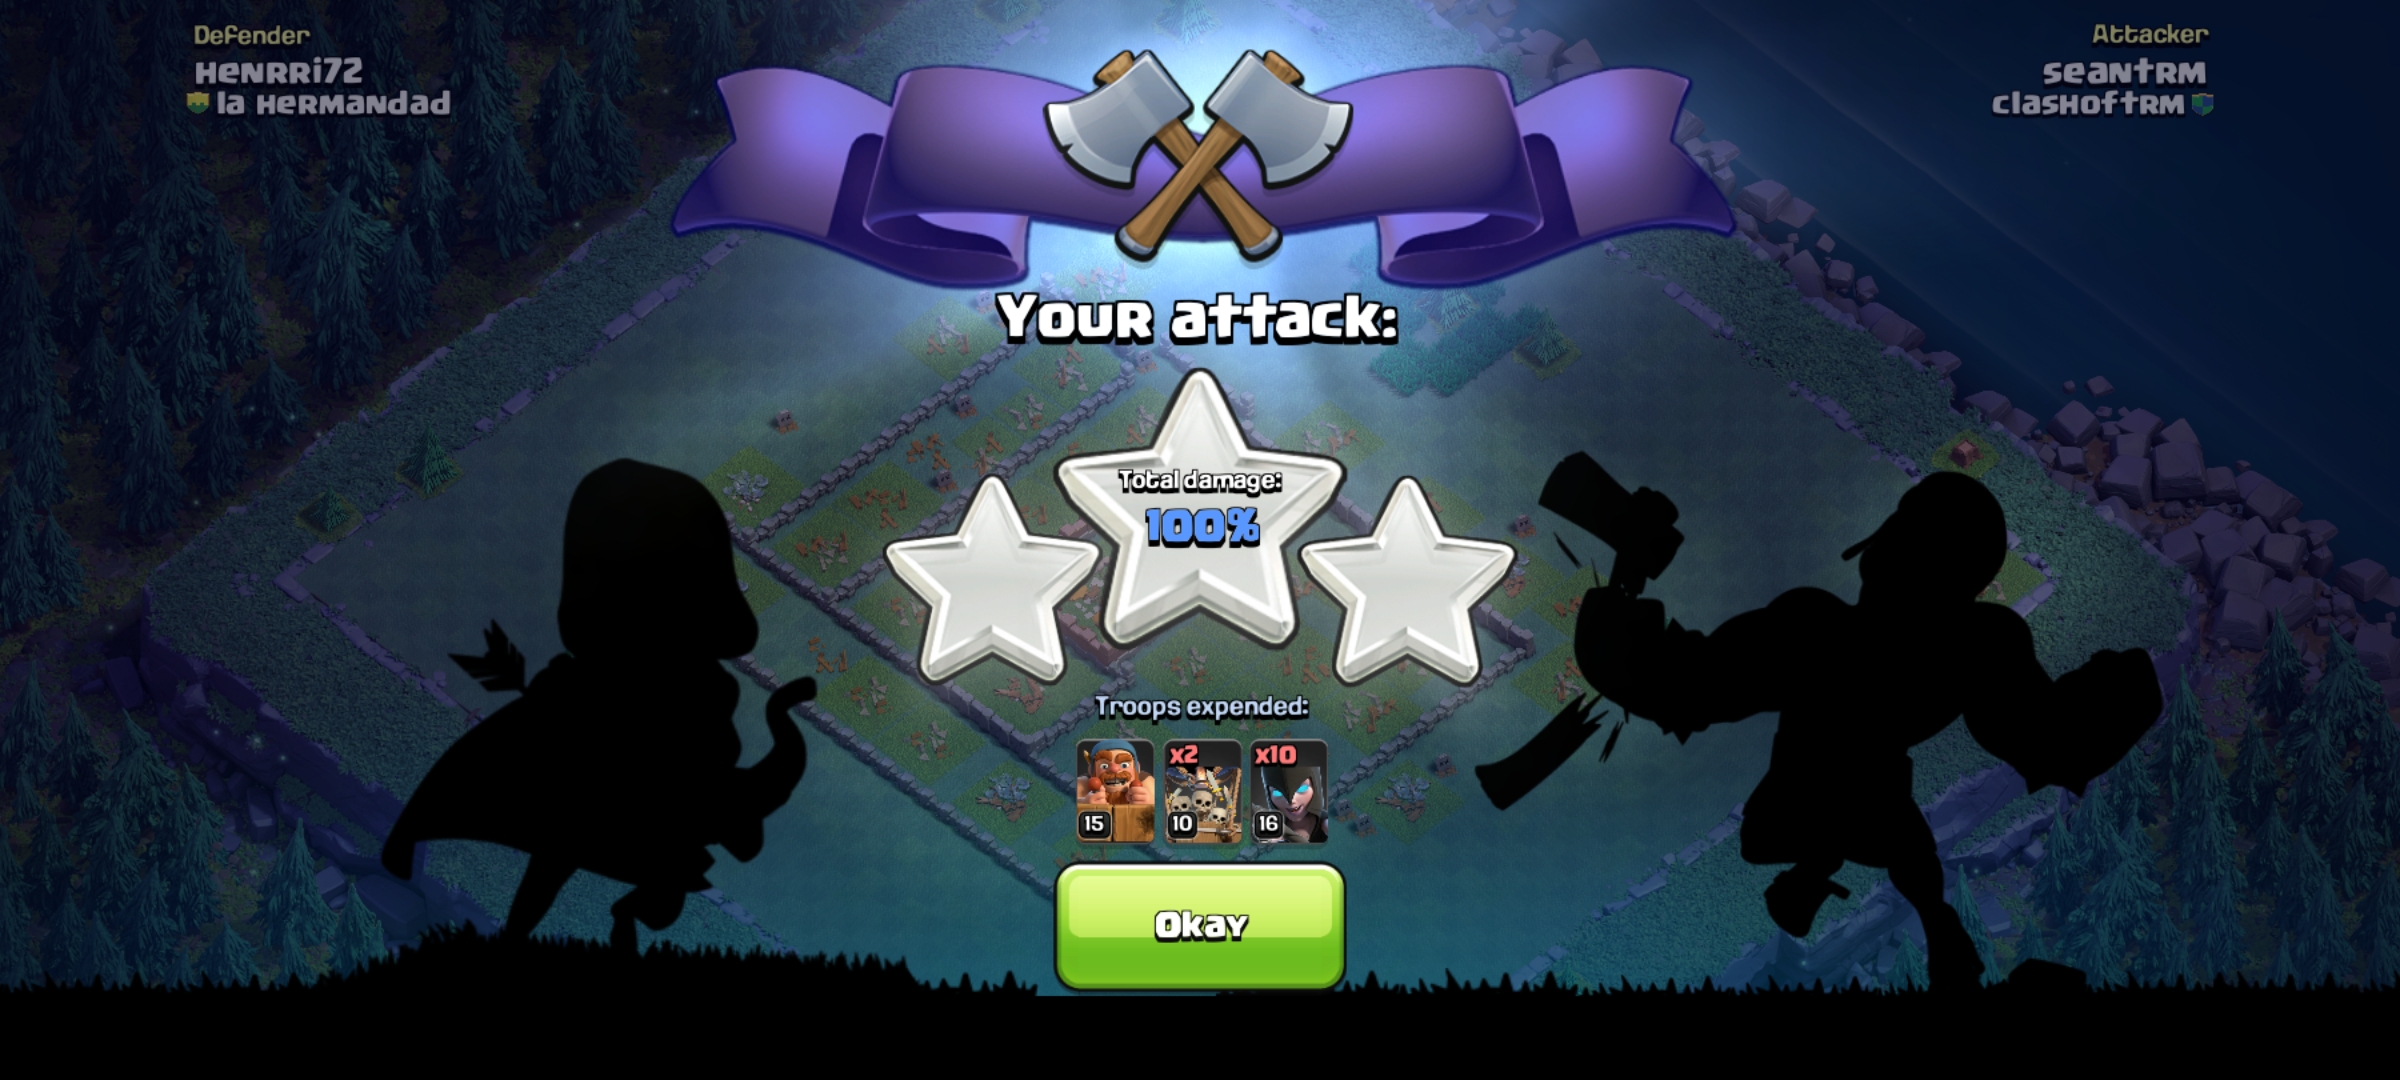 Defender
HENRRi72
la HERMANDAD
Attacker
seantRM
clashoftRM
Your attack:
Total damage:
100%
Troops expended:
x2
x10
15
10
16
Okay